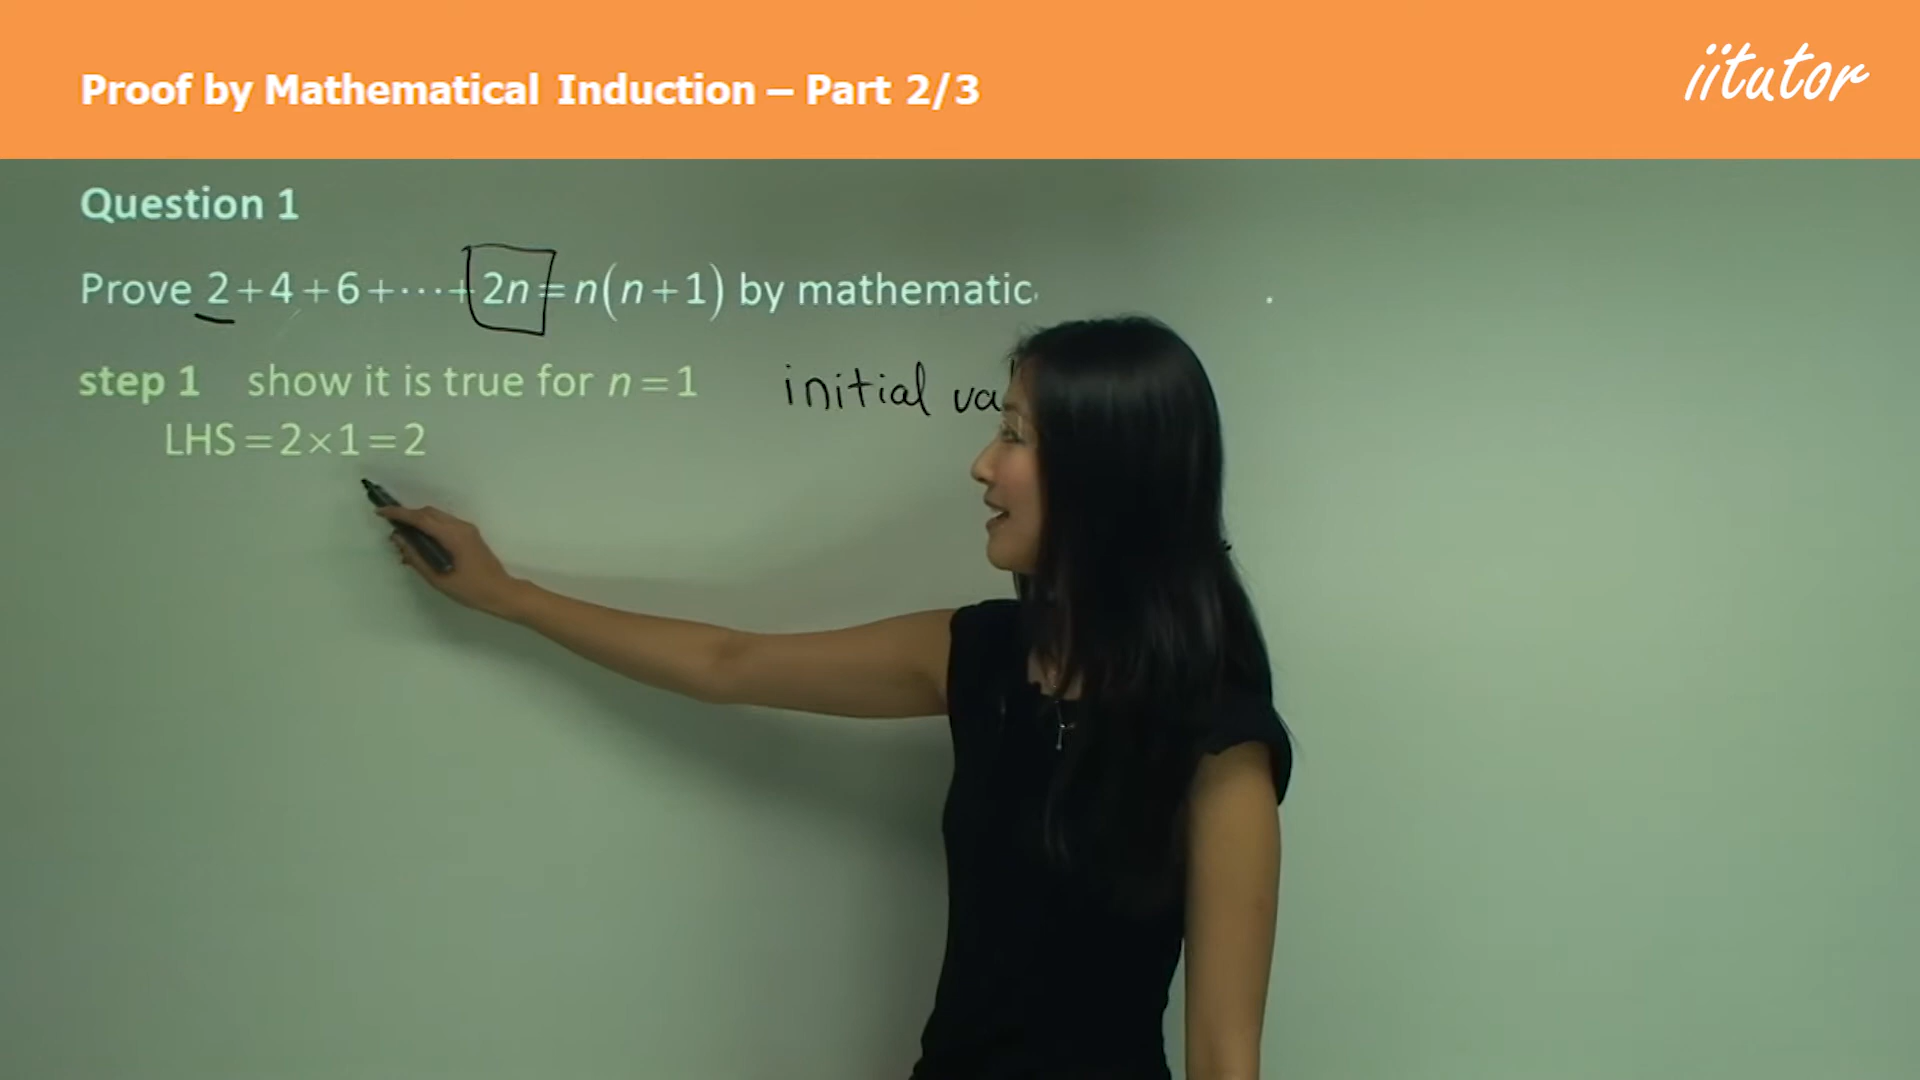 Proof by Mathematical Induction – Part 2/3
iitutor
Question 1
Prove 2+4+6+⋯+2n=n(n+1) by mathematic
step 1 show it is true for n=1 initial va
LHS=2×1=2